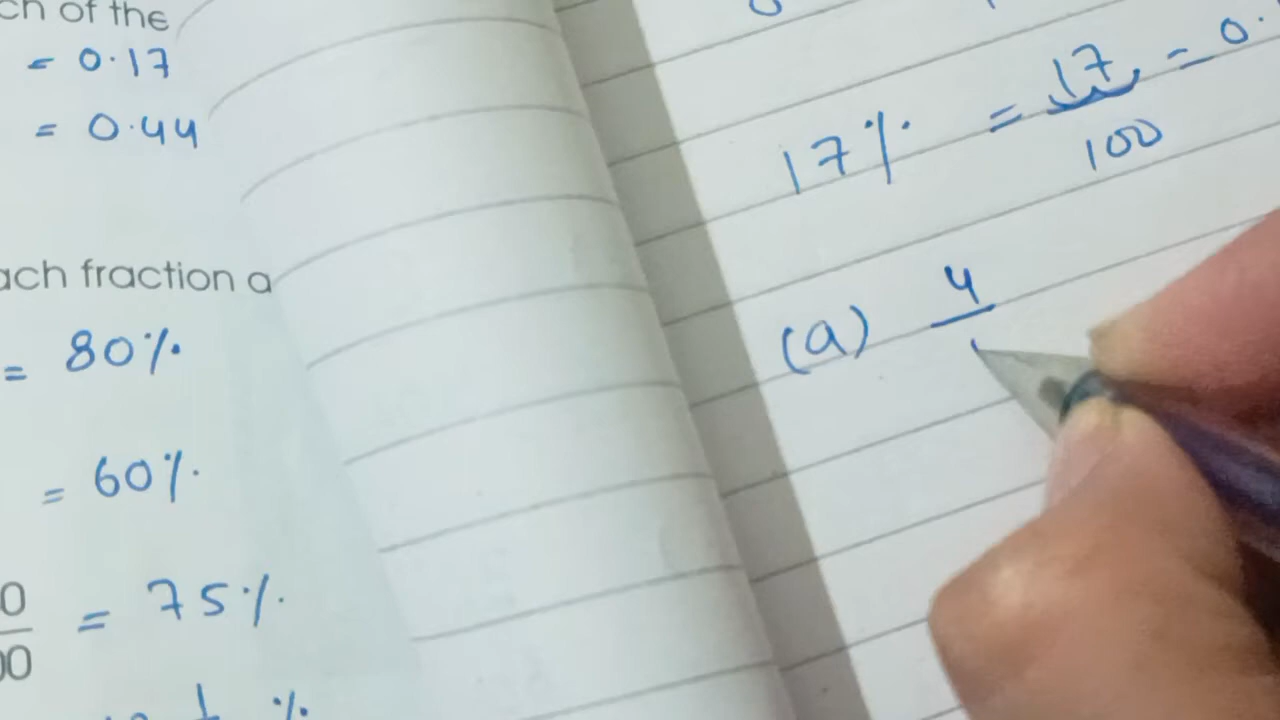 ch of the
= 0.17
= 0.44
ach fraction a
= 80%
= 60%
= 75%
%
17% = 17/100 = 0.
(a) 4